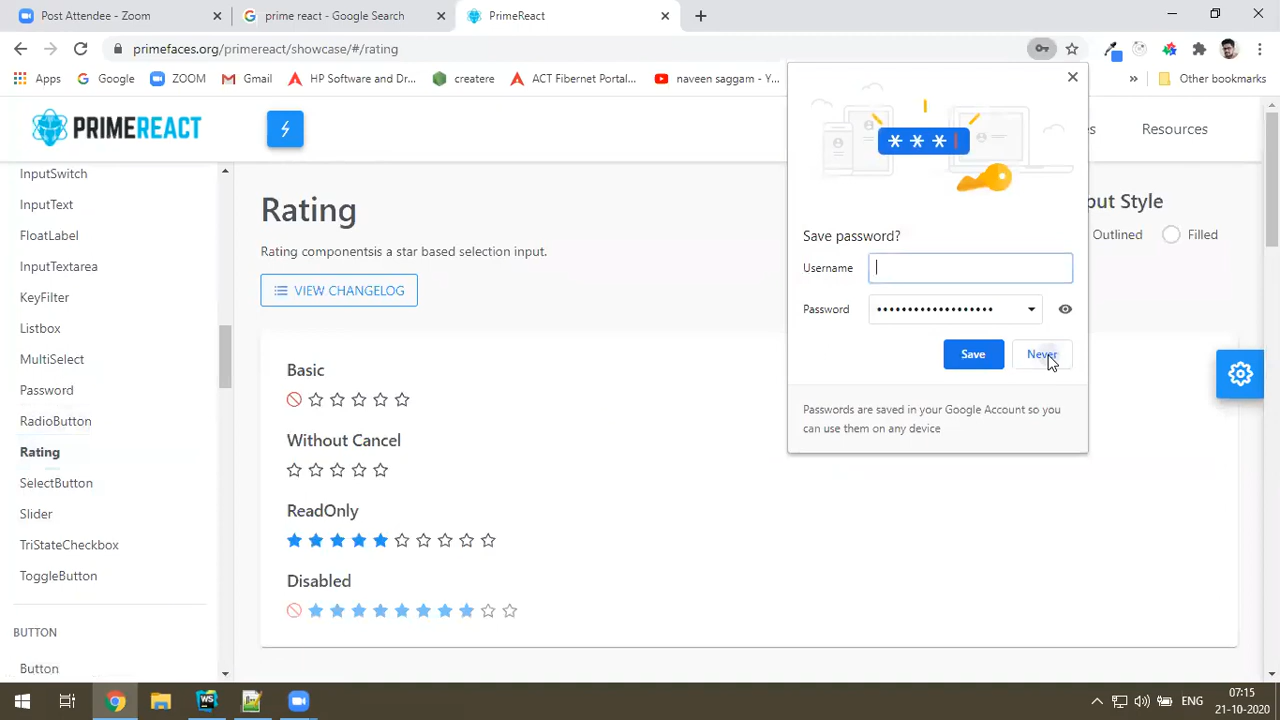 Post Attendee - Zoom
prime react - Google Search
PrimeReact
primefaces.org/primereact/showcase/#/rating
Apps
Google
ZOOM
Gmail
HP Software and Dr...
createre
ACT Fibernet Portal...
naveen saggam - Y...
»
Other bookmarks
PRIMEREACT
Resources
InputSwitch
InputText
FloatLabel
InputTextarea
KeyFilter
Listbox
MultiSelect
Password
RadioButton
Rating
SelectButton
Slider
TriStateCheckbox
ToggleButton
BUTTON
Button
Rating
Rating componentsis a star based selection input.
VIEW CHANGELOG
Basic
Without Cancel
ReadOnly
Disabled
Style
Outlined
Filled
***
Save password?
Username
Password
•••••••••••••••••••
Save
Never
Passwords are saved in your Google Account so you
can use them on any device
WS
ENG
07:15
21-10-2020